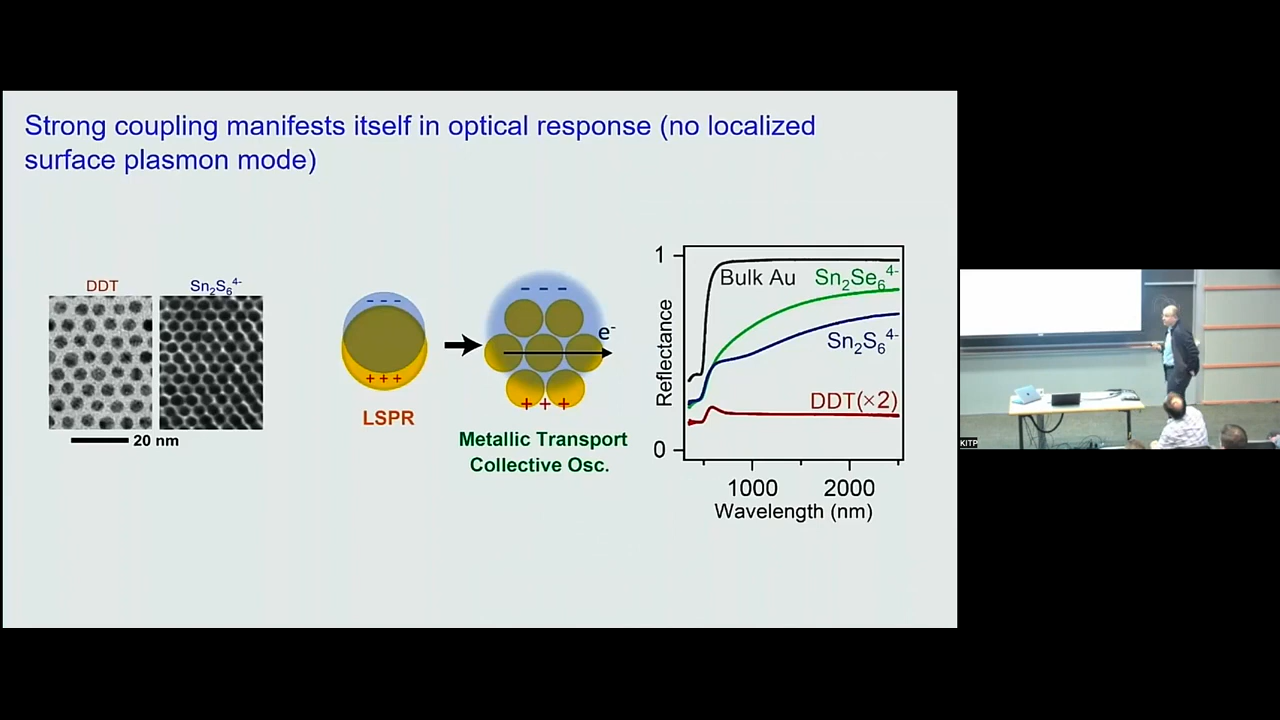 Strong coupling manifests itself in optical response (no localized
surface plasmon mode)
DDT
Sn₂S₆⁴⁻
20 nm
- - -
+ + +
LSPR
- - -
e⁻
+ + +
Metallic Transport
Collective Osc.
1
Bulk Au
Sn₂Se₆⁴⁻
Sn₂S₆⁴⁻
DDT(×2)
0
Reflectance
1000
2000
Wavelength (nm)
KITP